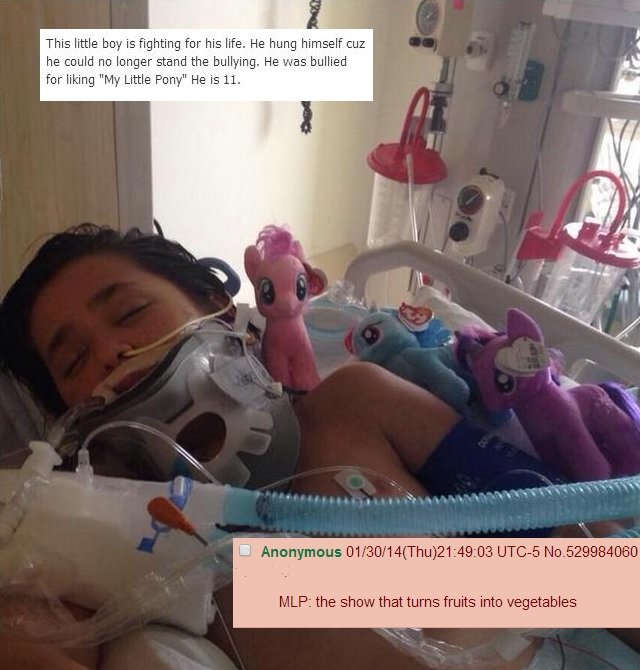 This little boy is fighting for his life. He hung himself cuz
he could no longer stand the bullying. He was bullied
for liking "My Little Pony" He is 11.
Anonymous 01/30/14(Thu)21:49:03 UTC-5 No.529984060
MLP: the show that turns fruits into vegetables